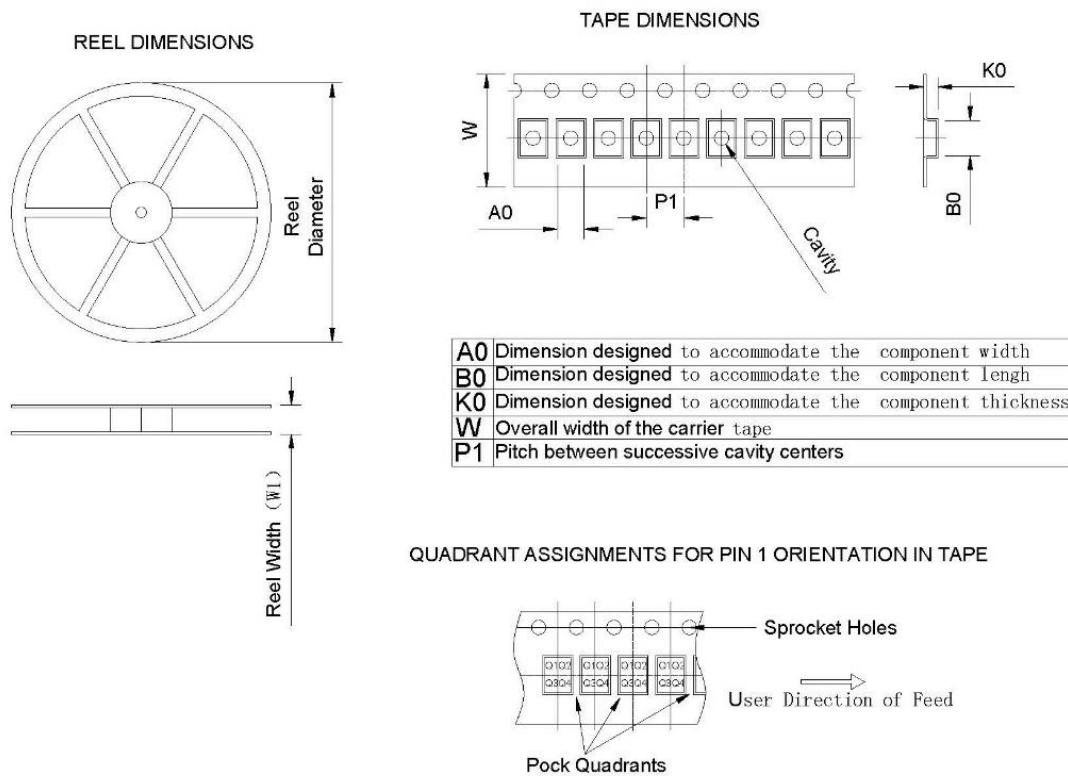 REEL DIMENSIONS
TAPE DIMENSIONS
Reel
Diameter
Reel Width (W1)
W
A0
P1
Cavity
K0
B0
A0 Dimension designed to accommodate the component width
B0 Dimension designed to accommodate the component lengh
K0 Dimension designed to accommodate the component thickness
W Overall width of the carrier tape
P1 Pitch between successive cavity centers
QUADRANT ASSIGNMENTS FOR PIN 1 ORIENTATION IN TAPE
Sprocket Holes
Q1Q2 Q1Q2 Q1Q2 Q1Q2
Q3Q4 Q3Q4 Q3Q4 Q3Q4
User Direction of Feed
Pock Quadrants